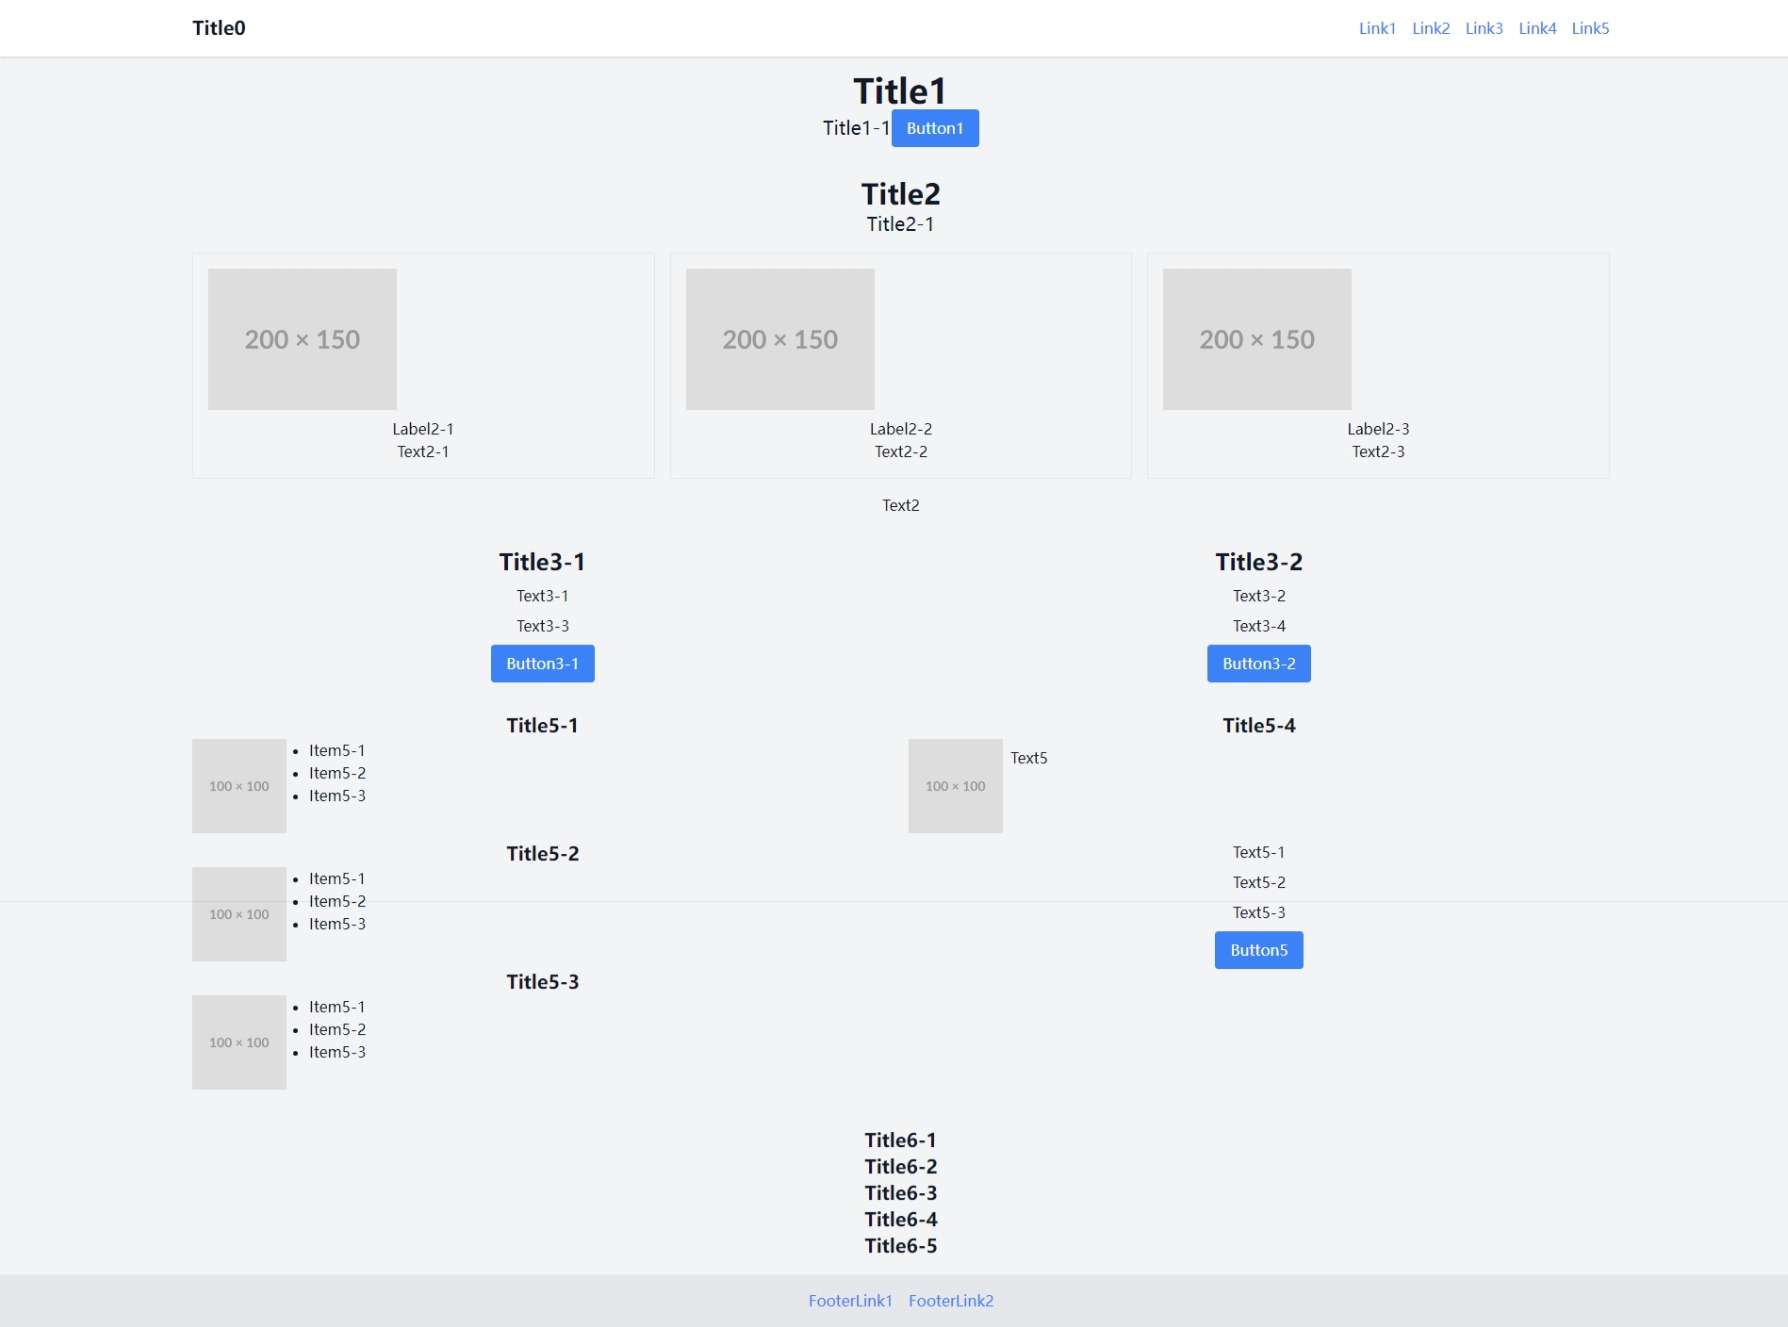 Title0
Link1 Link2 Link3 Link4 Link5
Title1
Title1-1 Button1
Title2
Title2-1
200 × 150
200 × 150
200 × 150
Label2-1
Text2-1
Label2-2
Text2-2
Label2-3
Text2-3
Text2
Title3-1
Text3-1
Text3-3
Button3-1
Title3-2
Text3-2
Text3-4
Button3-2
Title5-1
100 × 100
• Item5-1
• Item5-2
• Item5-3
Title5-2
100 × 100
• Item5-1
• Item5-2
• Item5-3
Title5-3
100 × 100
• Item5-1
• Item5-2
• Item5-3
Title5-4
100 × 100
Text5
Text5-1
Text5-2
Text5-3
Button5
Title6-1
Title6-2
Title6-3
Title6-4
Title6-5
FooterLink1 FooterLink2